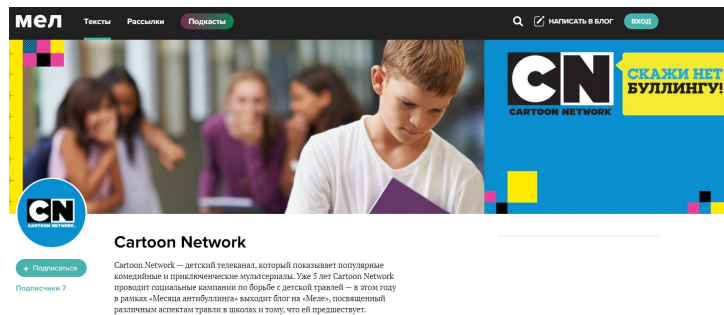 мел
Тексты
Рассылки
Подкасты
НАПИСАТЬ В БЛОГ
ВХОД
CN
CARTOON NETWORK
СКАЖИ НЕТ
БУЛЛИНГУ!
CN
CARTOON NETWORK
Cartoon Network
+ Подписаться
Подписчики 7
Cartoon Network — детский телеканал, который показывает популярные
комедийные и приключенческие мультсериалы. Уже 5 лет Cartoon Network
проводит социальные кампании по борьбе с детской травлей — в этом году
в рамках «Месяца антибуллинга» выходит блог на «Меле», посвященный
различным аспектам травли в школах и тому, что ей предшествует.